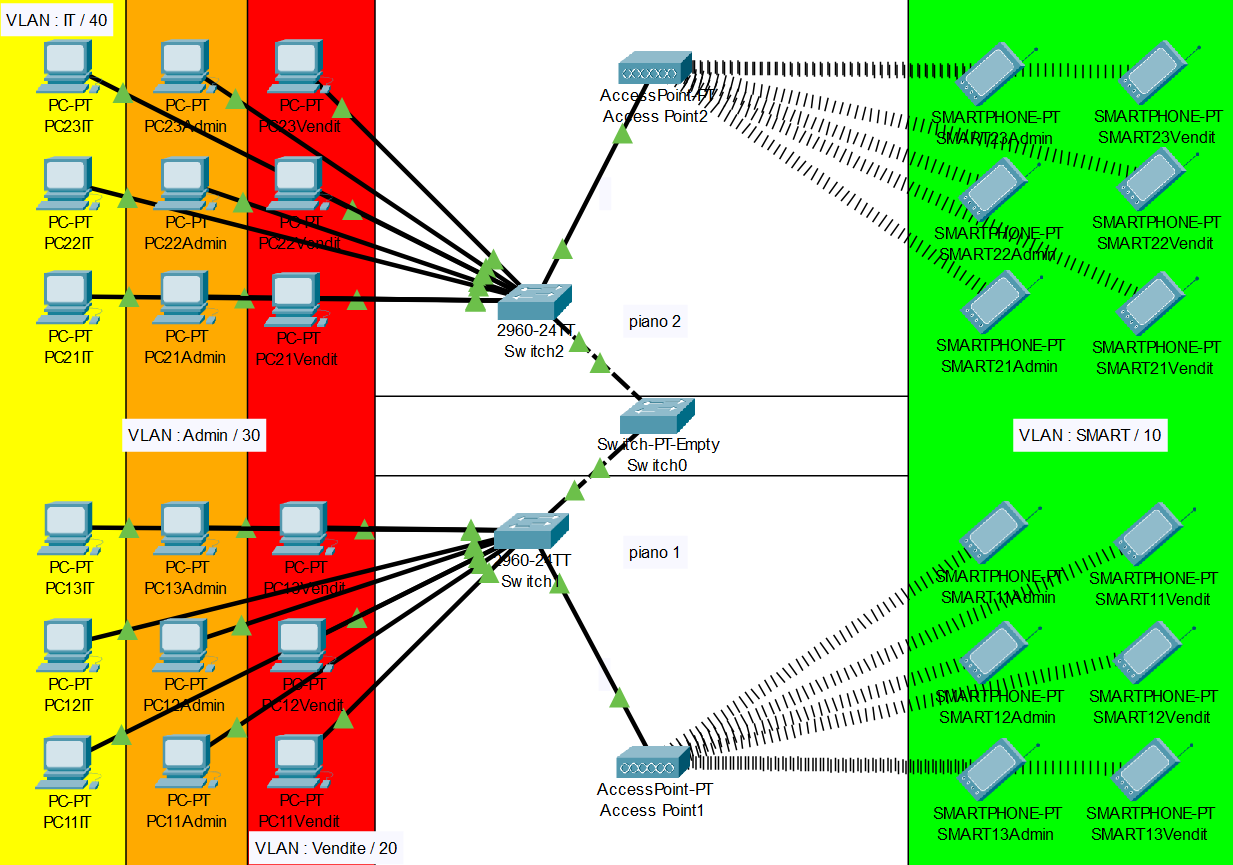 VLAN : IT / 40
PC-PT
PC23IT
PC-PT
PC23Admin
PC-PT
PC23Vendit
AccessPoint-PT
Access Point2
SMARTPHONE-PT
SMART23Admin
SMARTPHONE-PT
SMART23Vendit
PC-PT
PC22IT
PC-PT
PC22Admin
PC-PT
PC22Vendit
SMARTPHONE-PT
SMART22Admin
SMARTPHONE-PT
SMART22Vendit
PC-PT
PC21IT
PC-PT
PC21Admin
PC-PT
PC21Vendit
2960-24TT
Switch2
piano 2
SMARTPHONE-PT
SMART21Admin
SMARTPHONE-PT
SMART21Vendit
VLAN : Admin / 30
Switch-PT-Empty
Switch0
VLAN : SMART / 10
PC-PT
PC13IT
PC-PT
PC13Admin
PC-PT
PC13Vendit
2960-24TT
Switch1
piano 1
SMARTPHONE-PT
SMART11Admin
SMARTPHONE-PT
SMART11Vendit
PC-PT
PC12IT
PC-PT
PC12Admin
PC-PT
PC12Vendit
SMARTPHONE-PT
SMART12Admin
SMARTPHONE-PT
SMART12Vendit
PC-PT
PC11IT
PC-PT
PC11Admin
PC-PT
PC11Vendit
AccessPoint-PT
Access Point1
SMARTPHONE-PT
SMART13Admin
SMARTPHONE-PT
SMART13Vendit
VLAN : Vendite / 20